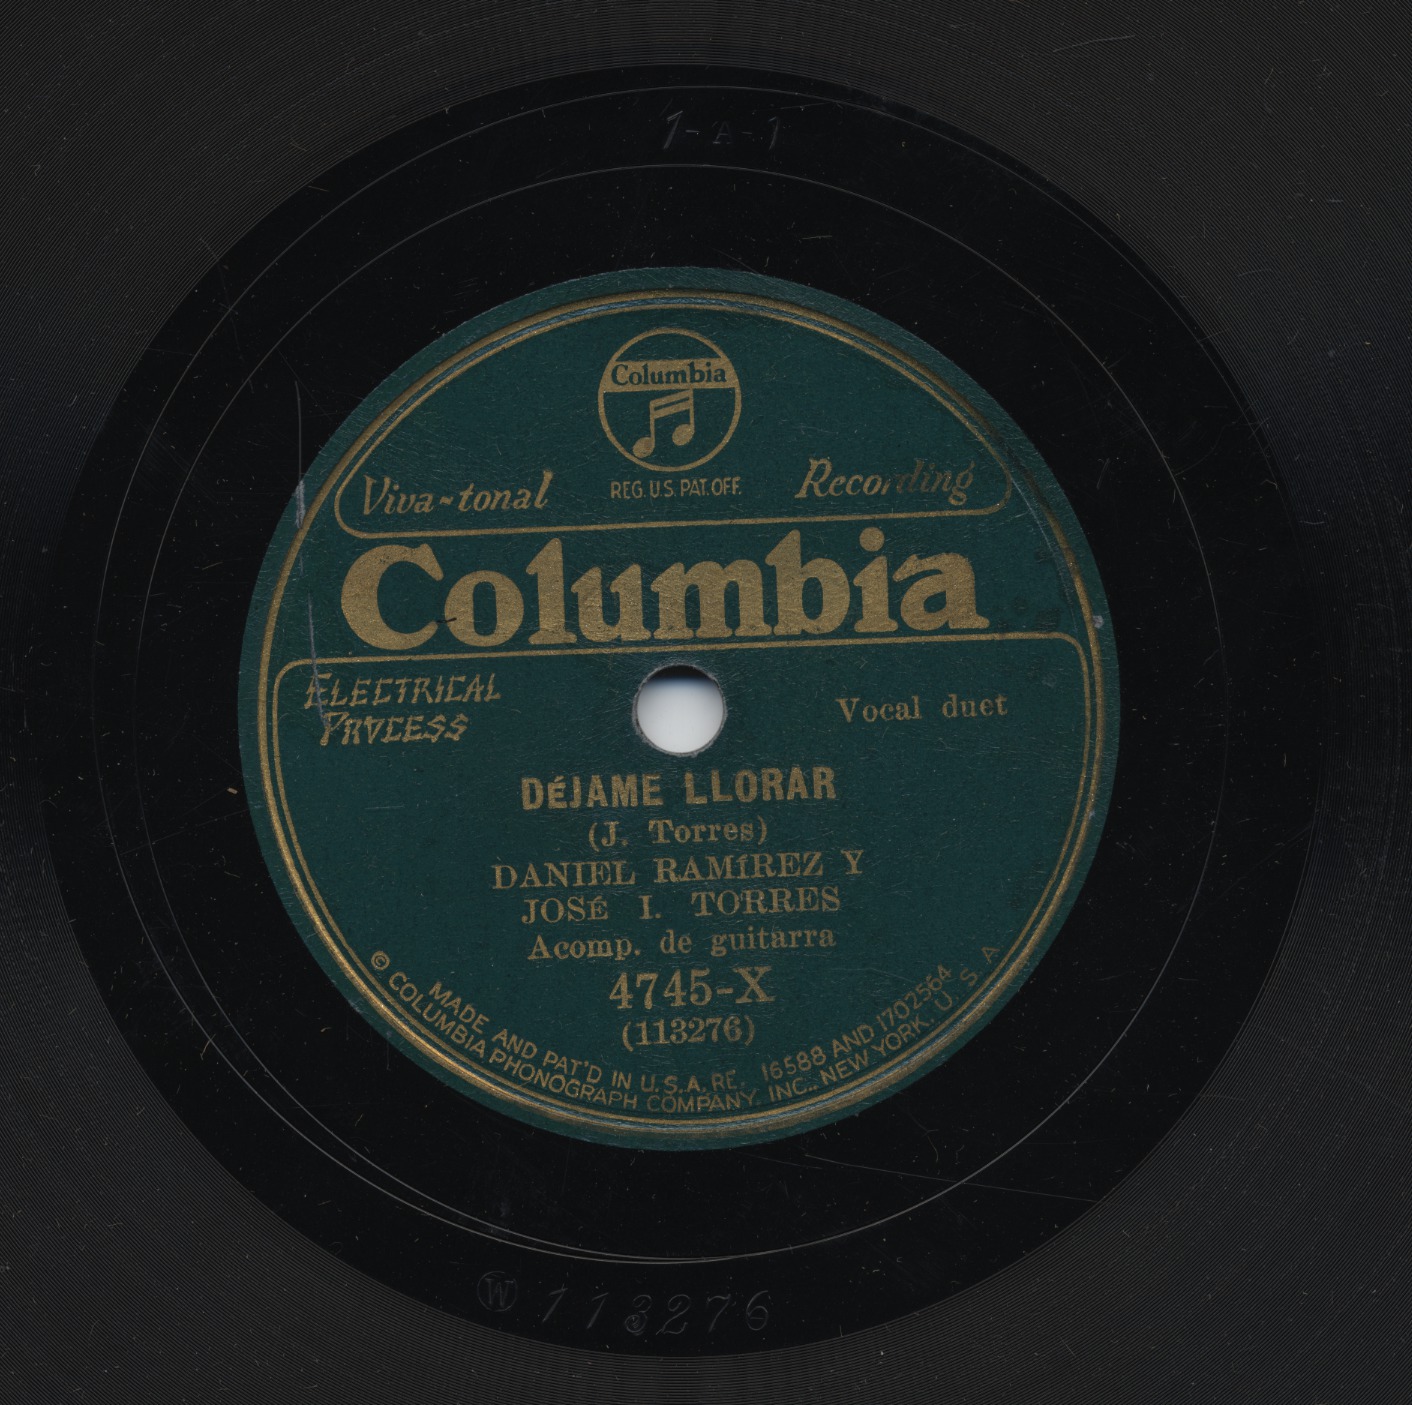 1-A-1
Columbia
REG. U.S. PAT. OFF.
Viva-tonal Recording
Columbia
ELECTRICAL
PROCESS
Vocal duet
DÉJAME LLORAR
(J. Torres)
DANIEL RAMÍREZ Y
JOSÉ I. TORRES
Acomp. de guitarra
4745-X
(113276)
MADE AND PAT'D IN U.S.A. RE. 16588 AND 1702564
© COLUMBIA PHONOGRAPH COMPANY, INC., NEW YORK, U. S. A
W 113276